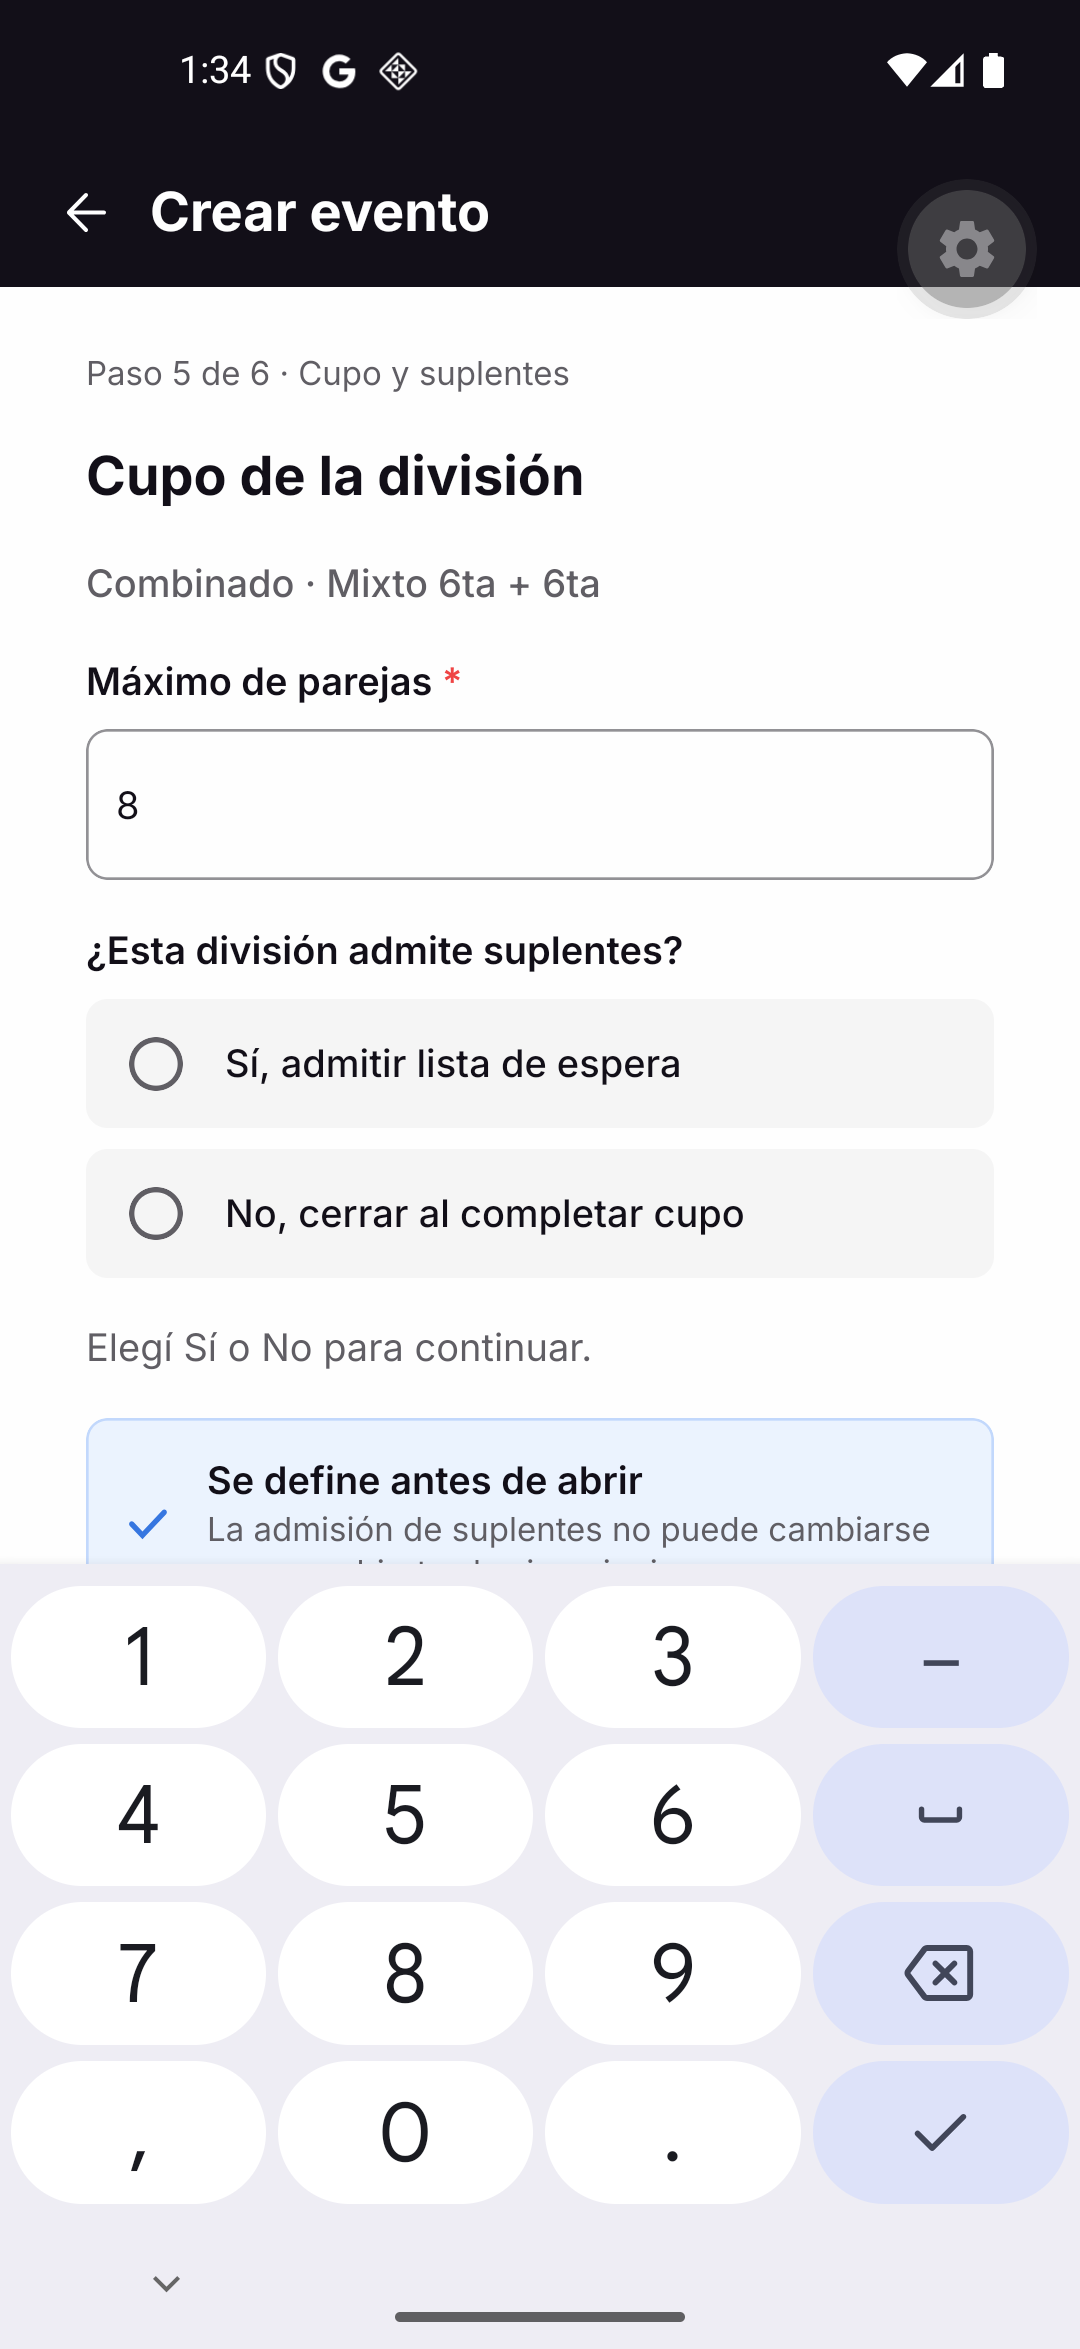 1:34
Crear evento
Paso 5 de 6 · Cupo y suplentes
Cupo de la división
Combinado · Mixto 6ta + 6ta
Máximo de parejas *
8
¿Esta división admite suplentes?
Sí, admitir lista de espera
No, cerrar al completar cupo
Elegí Sí o No para continuar.
Se define antes de abrir
La admisión de suplentes no puede cambiarse
1 2 3 –
4 5 6
7 8 9
, 0 .